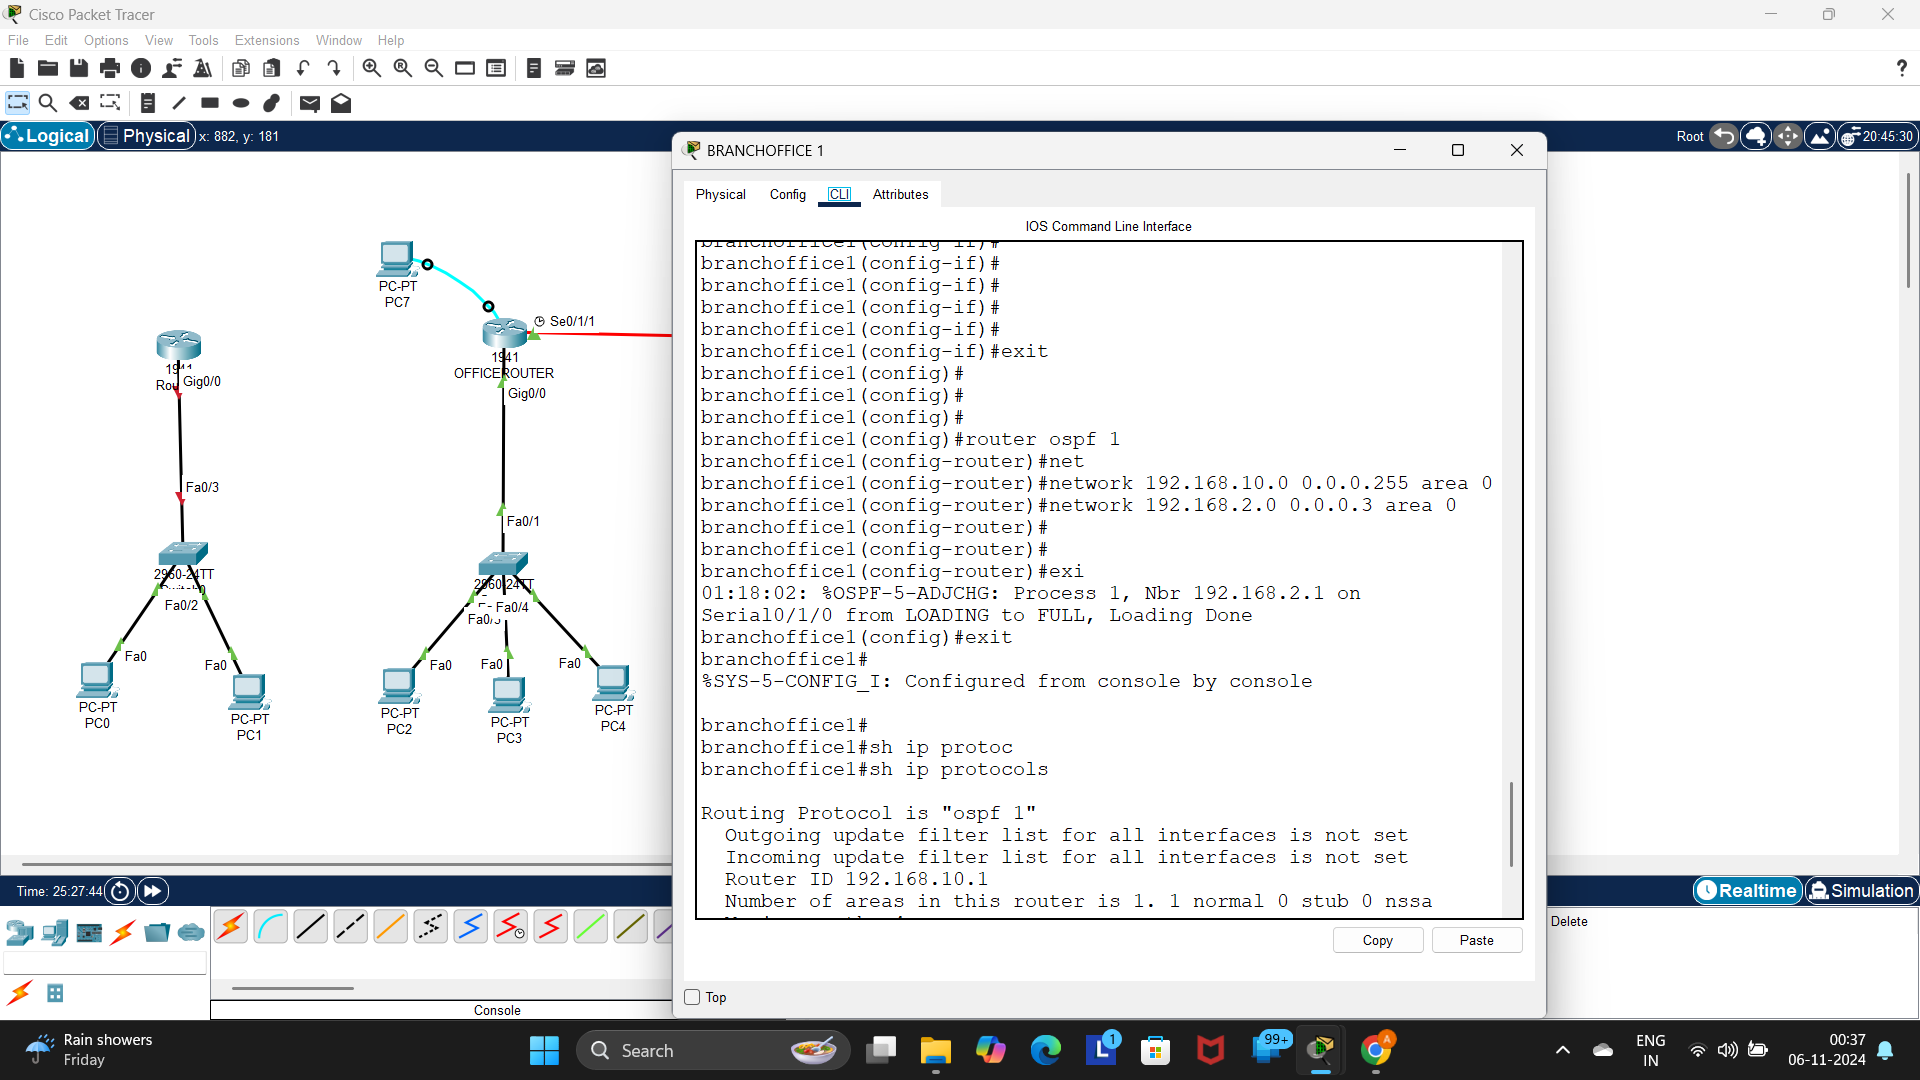 Cisco Packet Tracer
File Edit Options View Tools Extensions Window Help
Logical Physical x: 882, y: 181
Root 20:45:30
PC-PT
PC7
Se0/1/1
1941
OFFICEROUTER
Gig0/0
Gig0/0
Fa0/3
Fa0/1
2960-24TT
Fa0/2
2960-24TT
Fa0/4
Fa0
Fa0
Fa0
Fa0
Fa0
PC-PT
PC0
PC-PT
PC1
PC-PT
PC2
PC-PT
PC3
PC-PT
PC4
BRANCHOFFICE 1
Physical Config CLI Attributes
IOS Command Line Interface
branchoffice1(config-if)#
branchoffice1(config-if)#
branchoffice1(config-if)#
branchoffice1(config-if)#
branchoffice1(config-if)#
branchoffice1(config-if)#exit
branchoffice1(config)#
branchoffice1(config)#
branchoffice1(config)#
branchoffice1(config)#router ospf 1
branchoffice1(config-router)#net
branchoffice1(config-router)#network 192.168.10.0 0.0.0.255 area 0
branchoffice1(config-router)#network 192.168.2.0 0.0.0.3 area 0
branchoffice1(config-router)#
branchoffice1(config-router)#
branchoffice1(config-router)#exi
01:18:02: %OSPF-5-ADJCHG: Process 1, Nbr 192.168.2.1 on
Serial0/1/0 from LOADING to FULL, Loading Done
branchoffice1(config)#exit
branchoffice1#
%SYS-5-CONFIG_I: Configured from console by console
branchoffice1#
branchoffice1#sh ip protoc
branchoffice1#sh ip protocols
Routing Protocol is "ospf 1"
Outgoing update filter list for all interfaces is not set
Incoming update filter list for all interfaces is not set
Router ID 192.168.10.1
Number of areas in this router is 1. 1 normal 0 stub 0 nssa
Copy Paste
Top
Time: 25:27:44
Realtime Simulation
Delete
Console
Rain showers
Friday
Search
1
99+
A
ENG
IN
00:37
06-11-2024